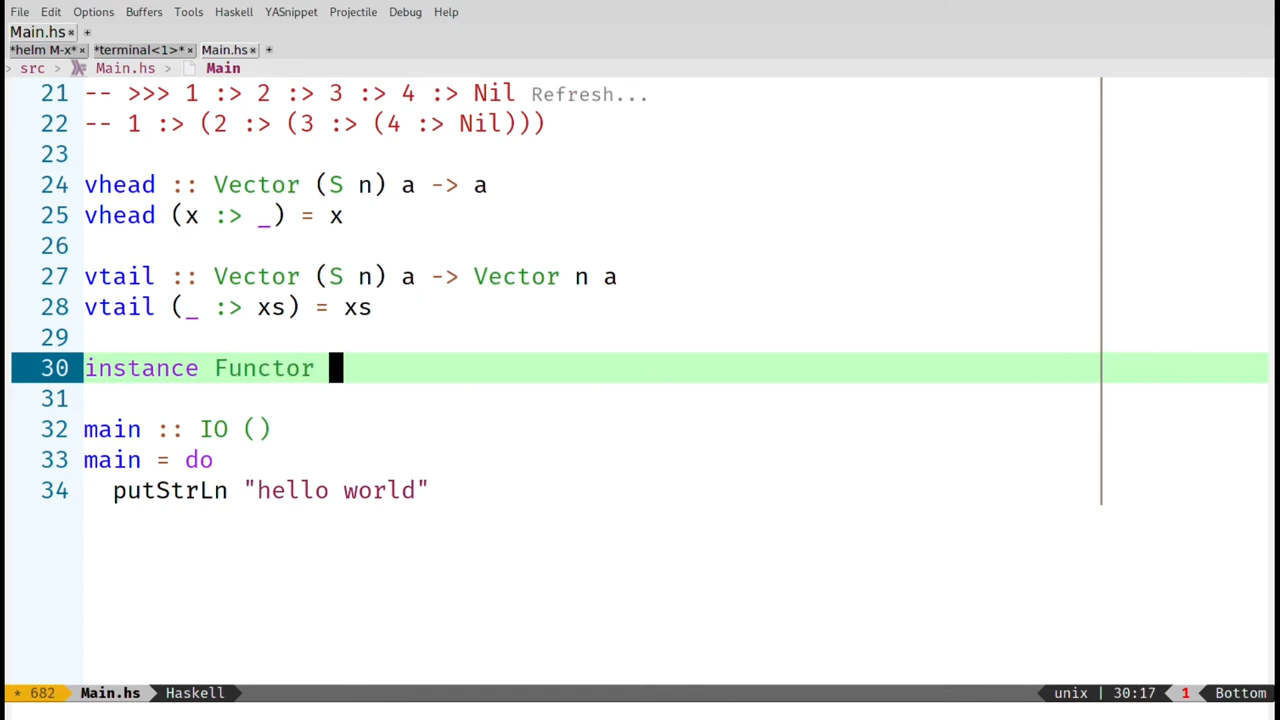 File Edit Options Buffers Tools Haskell YASnippet Projectile Debug Help
Main.hs × +
*helm M-x* × *terminal<1>* × Main.hs × +
> src > Main.hs > Main
21 -- >>> 1 :> 2 :> 3 :> 4 :> Nil Refresh...
22 -- 1 :> (2 :> (3 :> (4 :> Nil)))
23
24 vhead :: Vector (S n) a -> a
25 vhead (x :> _) = x
26
27 vtail :: Vector (S n) a -> Vector n a
28 vtail (_ :> xs) = xs
29
30 instance Functor
31
32 main :: IO ()
33 main = do
34 putStrLn "hello world"
* 682 Main.hs Haskell unix | 30:17 1 Bottom